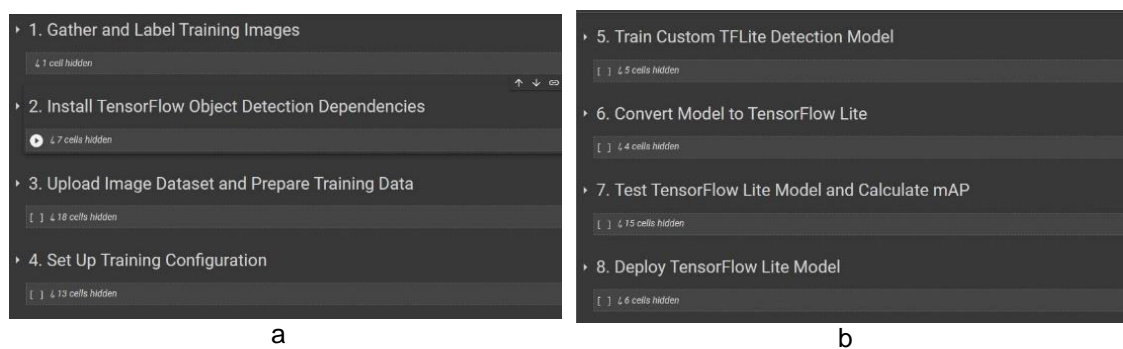 1. Gather and Label Training Images
1 cell hidden
2. Install TensorFlow Object Detection Dependencies
7 cells hidden
3. Upload Image Dataset and Prepare Training Data
[ ] 18 cells hidden
4. Set Up Training Configuration
[ ] 13 cells hidden
a
5. Train Custom TFLite Detection Model
[ ] 5 cells hidden
6. Convert Model to TensorFlow Lite
[ ] 4 cells hidden
7. Test TensorFlow Lite Model and Calculate mAP
[ ] 15 cells hidden
8. Deploy TensorFlow Lite Model
[ ] 6 cells hidden
b